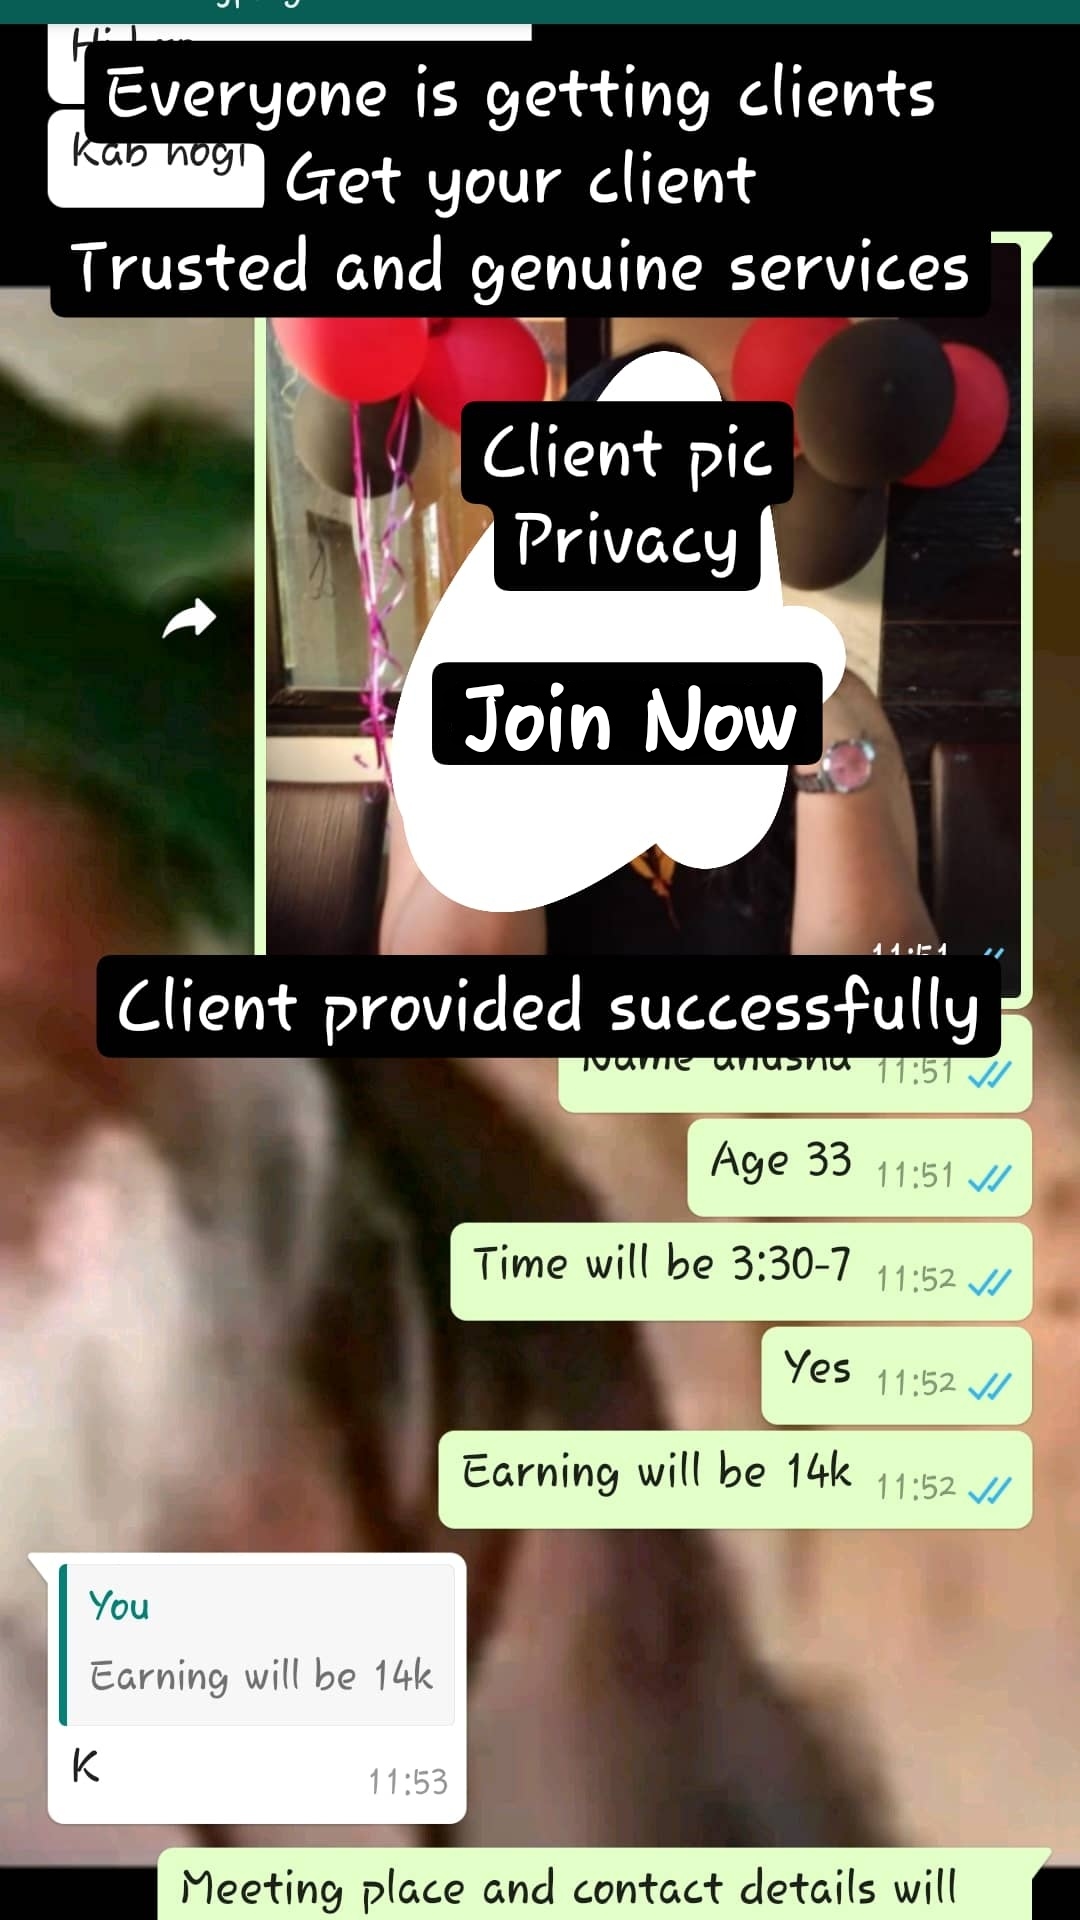 Everyone is getting clients
Kab hogi
Get your client
Trusted and genuine services
Client pic
Privacy
Join Now
11:51
Client provided successfully
Name anusha 11:51
Age 33 11:51
Time will be 3:30-7 11:52
Yes 11:52
Earning will be 14k 11:52
You
Earning will be 14k
K
11:53
Meeting place and contact details will